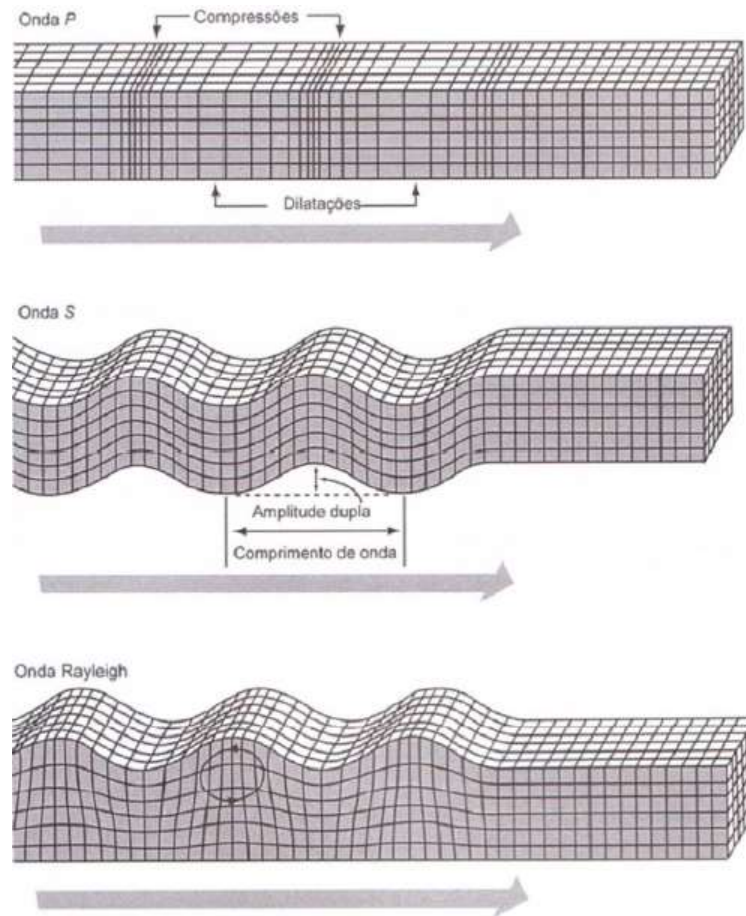 Onda P
Compressões
Dilatações
Onda S
Amplitude dupla
Comprimento de onda
Onda Rayleigh